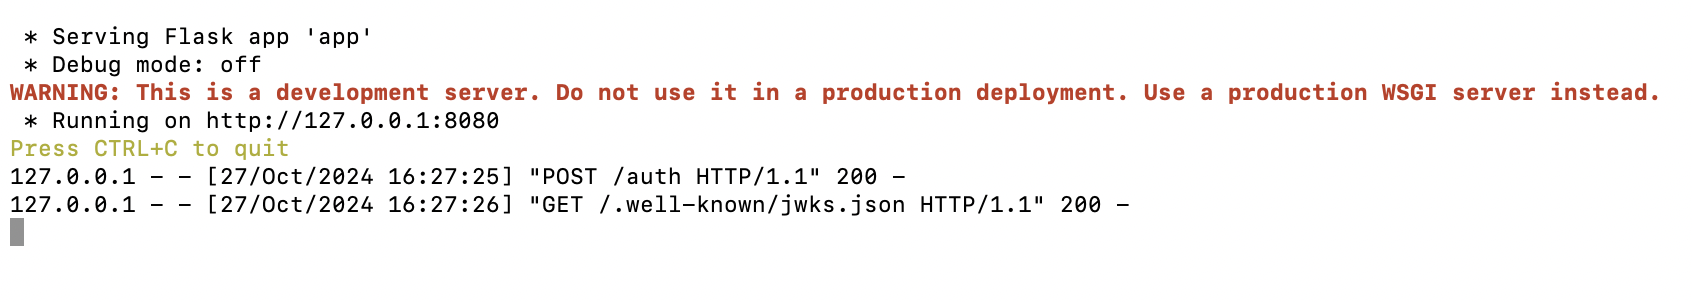 * Serving Flask app 'app'
* Debug mode: off
WARNING: This is a development server. Do not use it in a production deployment. Use a production WSGI server instead.
* Running on http://127.0.0.1:8080
Press CTRL+C to quit
127.0.0.1 - - [27/Oct/2024 16:27:25] "POST /auth HTTP/1.1" 200 -
127.0.0.1 - - [27/Oct/2024 16:27:26] "GET /.well-known/jwks.json HTTP/1.1" 200 -